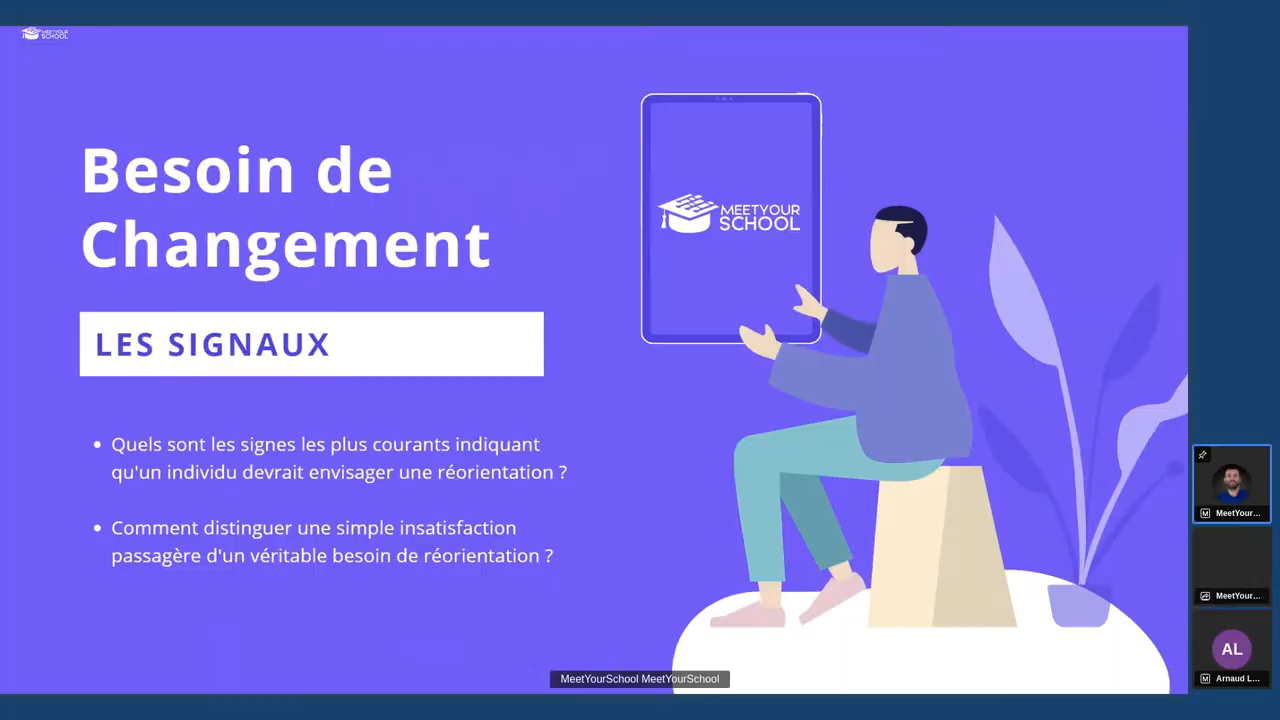 MEETYOUR
SCHOOL
Besoin de
Changement
LES SIGNAUX
• Quels sont les signes les plus courants indiquant
qu'un individu devrait envisager une réorientation ?
• Comment distinguer une simple insatisfaction
passagère d'un véritable besoin de réorientation ?
MEETYOUR
SCHOOL
MeetYourSchool MeetYourSchool
MeetYour...
MeetYour...
AL
Arnaud L...